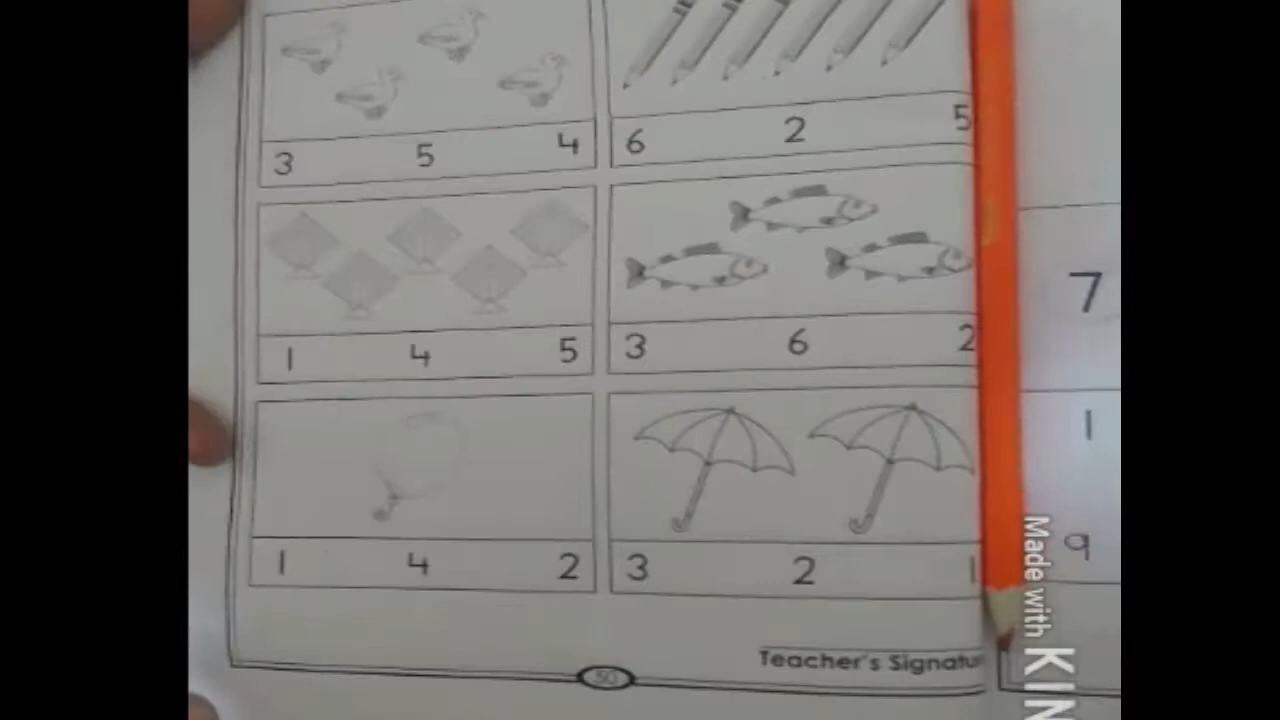 3 5 4
6 2 5
1 4 5
3 6 2
7
1 4 2
3 2 1
1
9
Teacher's Signatu
50
Made with
KIN